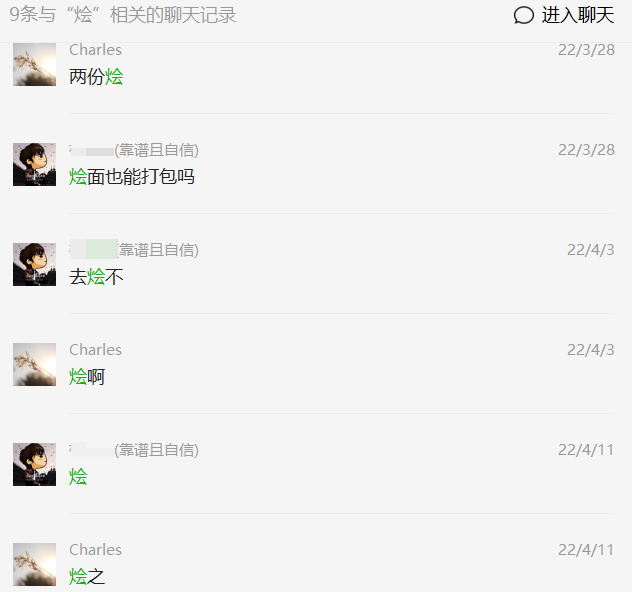 9条与“烩”相关的聊天记录 进入聊天
Charles 22/3/28
两份烩
(靠谱且自信) 22/3/28
烩面也能打包吗
(靠谱且自信) 22/4/3
去烩不
Charles 22/4/3
烩啊
(靠谱且自信) 22/4/11
烩
Charles 22/4/11
烩之